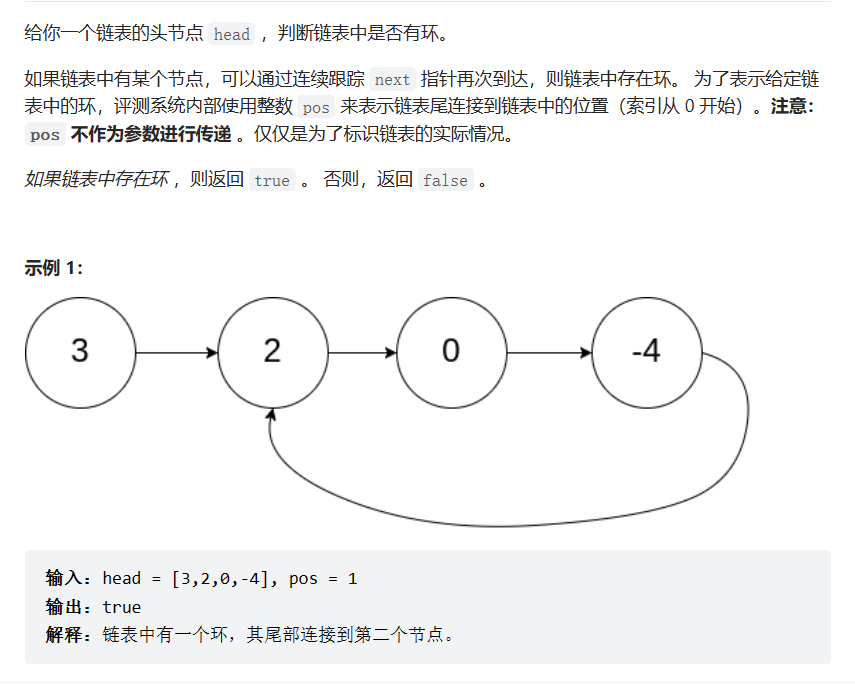 给你一个链表的头节点 head ，判断链表中是否有环。
如果链表中有某个节点，可以通过连续跟踪 next 指针再次到达，则链表中存在环。 为了表示给定链
表中的环，评测系统内部使用整数 pos 来表示链表尾连接到链表中的位置（索引从 0 开始）。注意：
pos 不作为参数进行传递 。仅仅是为了标识链表的实际情况。
如果链表中存在环 ，则返回 true 。 否则，返回 false 。
示例 1：
3 2 0 -4
输入：head = [3,2,0,-4], pos = 1
输出：true
解释：链表中有一个环，其尾部连接到第二个节点。